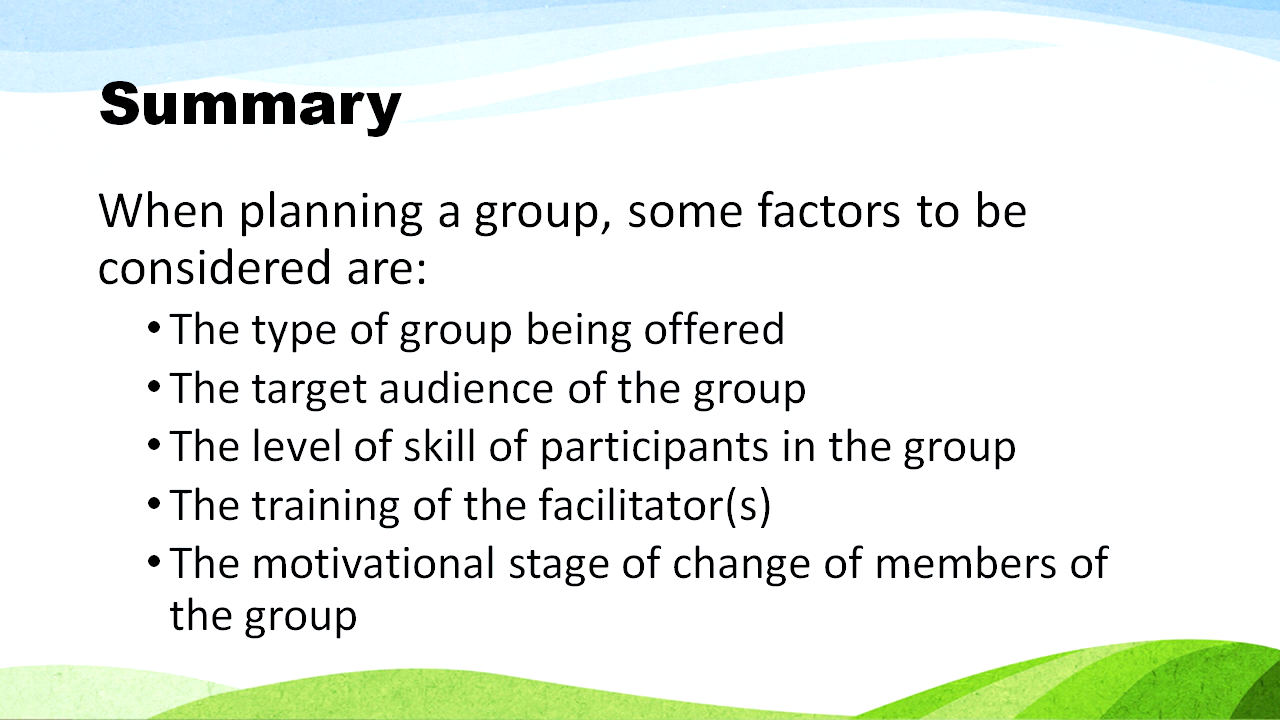 Summary
When planning a group, some factors to be
considered are:
• The type of group being offered
• The target audience of the group
• The level of skill of participants in the group
• The training of the facilitator(s)
• The motivational stage of change of members of
the group